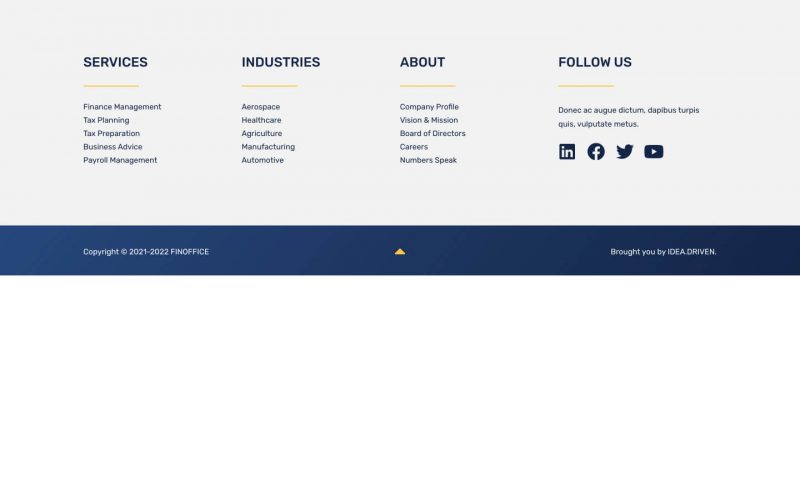 SERVICES
Finance Management
Tax Planning
Tax Preparation
Business Advice
Payroll Management
INDUSTRIES
Aerospace
Healthcare
Agriculture
Manufacturing
Automotive
ABOUT
Company Profile
Vision & Mission
Board of Directors
Careers
Numbers Speak
FOLLOW US
Donec ac augue dictum, dapibus turpis
quis, vulputate metus.
Copyright © 2021-2022 FINOFFICE
Brought you by IDEA.DRIVEN.